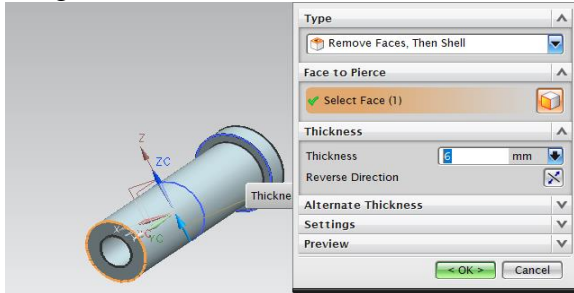 Type
Remove Faces, Then Shell
Face to Pierce
Select Face (1)
Thickness
Thickness 6 mm
Reverse Direction
Alternate Thickness
Settings
Preview
< OK > Cancel
Z
ZC
Thickne
YC